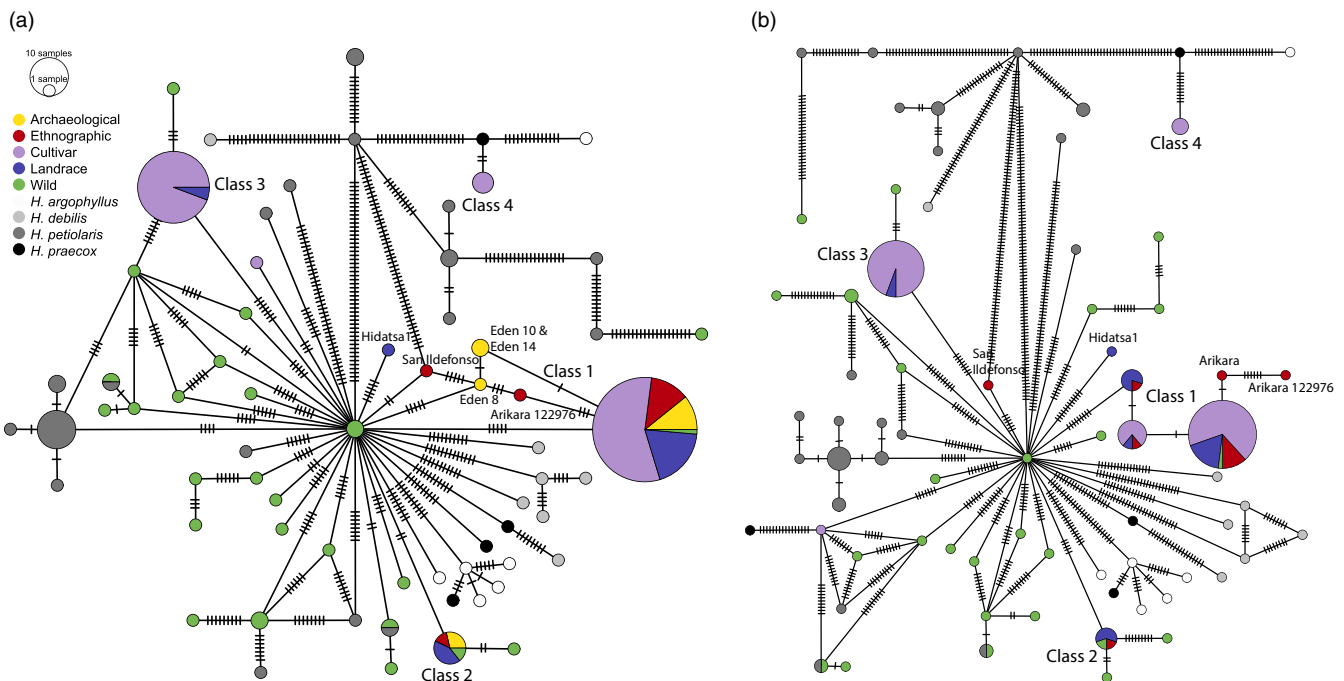 (a)
10 samples
1 sample
Archaeological
Ethnographic
Cultivar
Landrace
Wild
H. argophyllus
H. debilis
H. petiolaris
H. praecox
Class 3
Class 4
Hidatsa1
San Ildefonso
Eden 10 &
Eden 14
Eden 8
Arikara 122976
Class 1
Class 2
(b)
Class 4
Class 3
San
Ildefonso
Hidatsa1
Class 1
Arikara
Arikara 122976
Class 2